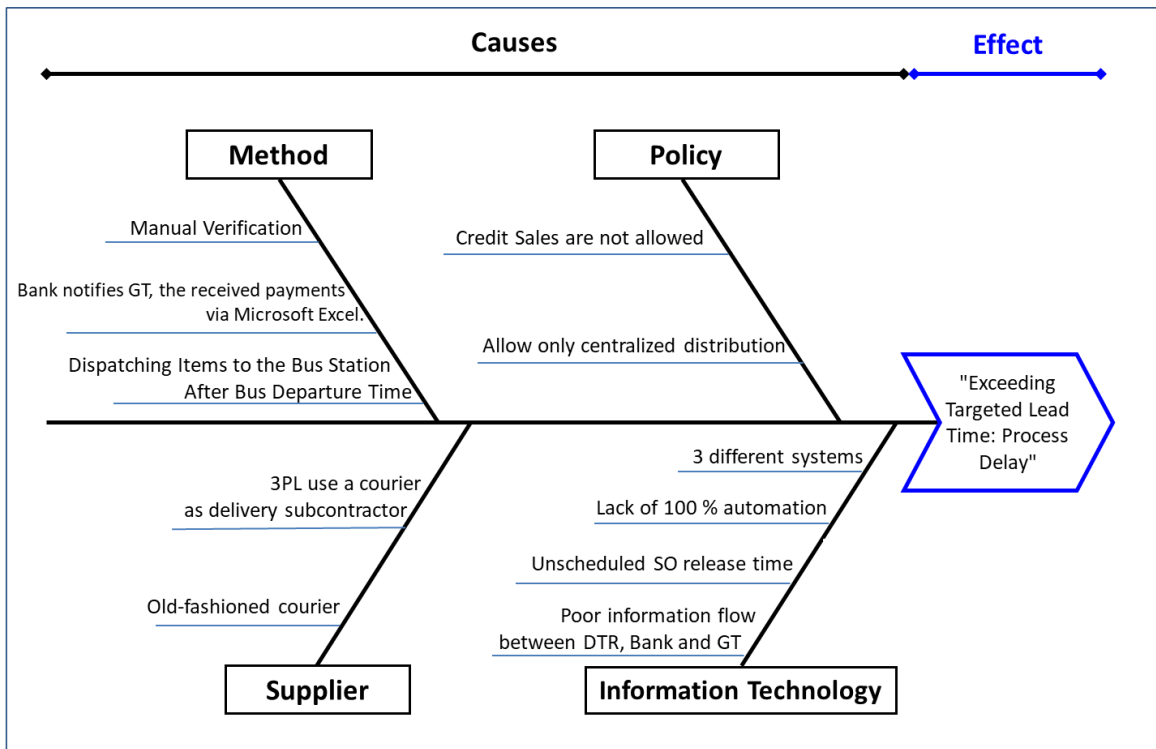 Causes
Effect
Method
Policy
Manual Verification
Bank notifies GT, the received payments
via Microsoft Excel.
Dispatching Items to the Bus Station
After Bus Departure Time
Credit Sales are not allowed
Allow only centralized distribution
"Exceeding
Targeted Lead
Time: Process
Delay"
3PL use a courier
as delivery subcontractor
Old-fashioned courier
3 different systems
Lack of 100 % automation
Unscheduled SO release time
Poor information flow
between DTR, Bank and GT
Supplier
Information Technology